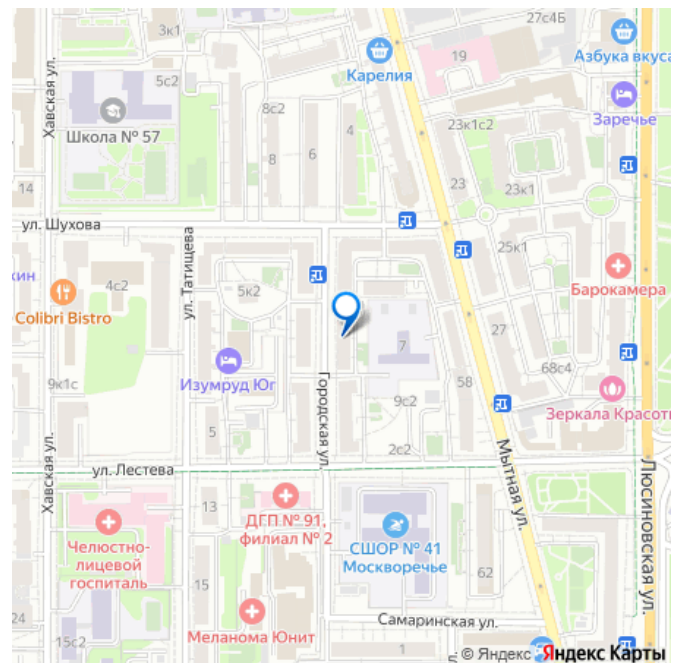 27с4Б
3к1
Азбука вкуса
19
Карелия
Хавская ул.
5с2
Школа № 57
8с2
4
Заречье
23к1с2
8
6
14
23
23к1
ул. Шухова
ул. Татищева
25к1
4с2
5к2
Барокамера
Colibri Bistro
7
27
Изумруд Юг
68с4
58
9к1с
9с2
Зеркала Красоты
Городская ул.
5
2с2
Хавская ул.
Мытная ул.
ул. Лестева
Люсиновская ул.
13
ДГП № 91,
филиал № 2
Челюстно-
лицевой
госпиталь
СШОР № 41
Москворечье
15
62
24
Самаринская ул.
Меланома Юнит
15с2
1
© Яндекс Яндекс Карты